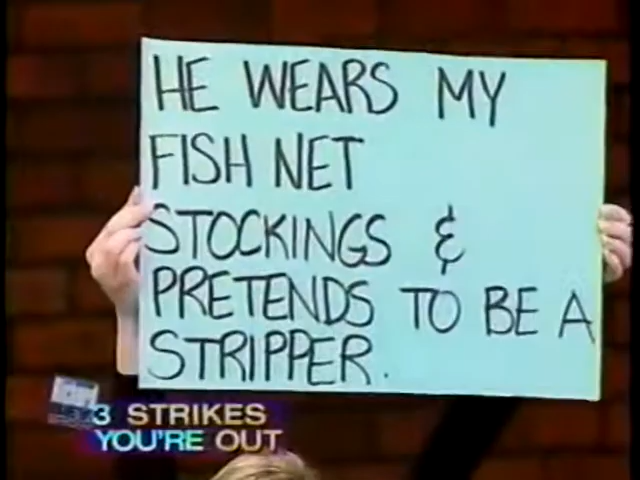 HE WEARS MY
FISH NET
STOCKINGS &
PRETENDS TO BE A
STRIPPER.
3 STRIKES
YOU'RE OUT